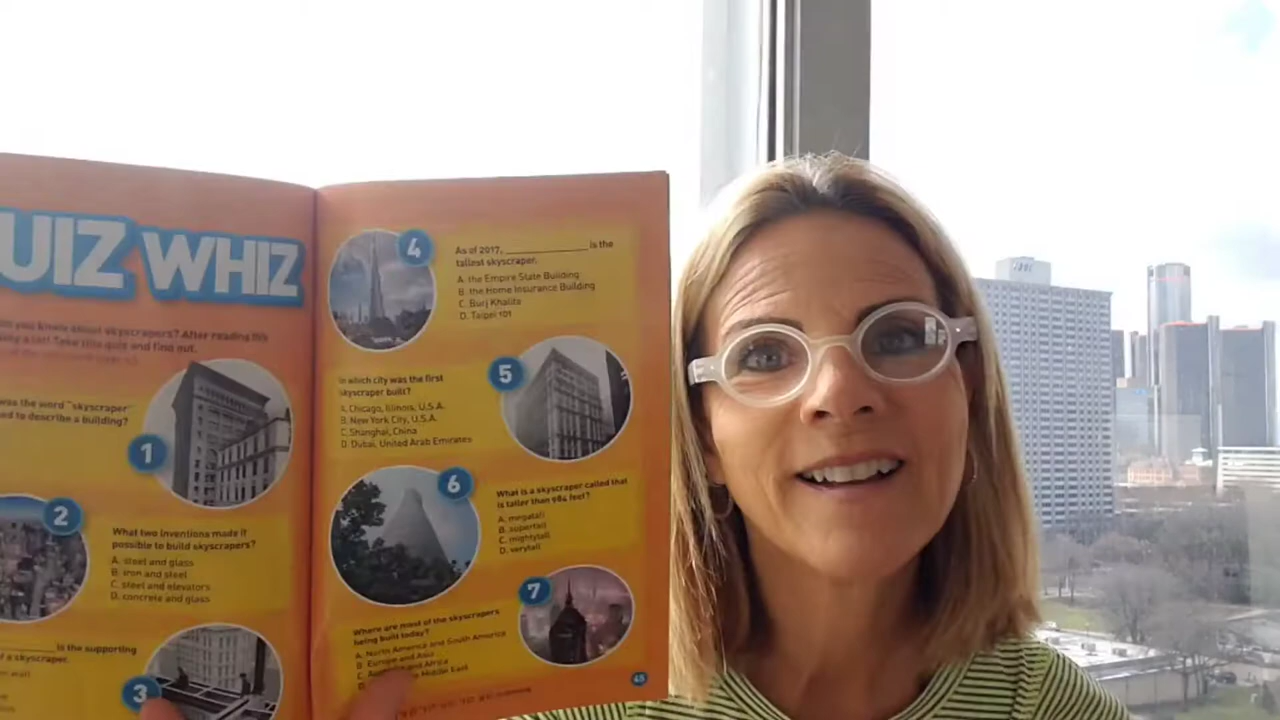 UIZ WHIZ
you know about skyscrapers? After reading this
a lot! Take this quiz and find out.
was the word "skyscraper"
ed to describe a building?
1
2
What two inventions made it
possible to build skyscrapers?
A. steel and glass
B. iron and steel
C. steel and elevators
D. concrete and glass
is the supporting
a skyscraper.
wall
3
4
As of 2017, ____________ is the
tallest skyscraper.
A. the Empire State Building
B. the Home Insurance Building
C. Burj Khalifa
D. Taipei 101
5
In which city was the first
skyscraper built?
A. Chicago, Illinois, U.S.A.
B. New York City, U.S.A.
C. Shanghai, China
D. Dubai, United Arab Emirates
6
What is a skyscraper called that
is taller than 984 feet?
A. megatall
B. supertall
C. mightytall
D. verytall
7
Where are most of the skyscrapers
being built today?
A. North America and South America
B. Europe and Asia
C. and Africa
D. Middle East
45